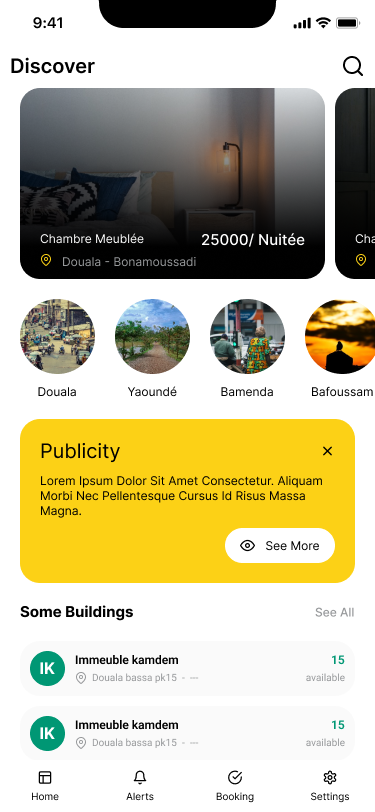 9:41
Discover
Chambre Meublée
25000/ Nuitée
Douala - Bonamoussadi
Cha
Douala
Yaoundé
Bamenda
Bafoussam
Publicity
Lorem Ipsum Dolor Sit Amet Consectetur. Aliquam
Morbi Nec Pellentesque Cursus Id Risus Massa
Magna.
See More
Some Buildings
See All
IK
Immeuble kamdem
15
Douala bassa pk15 - ---
available
IK
Immeuble kamdem
15
Douala bassa pk15 - ---
available
Home
Alerts
Booking
Settings